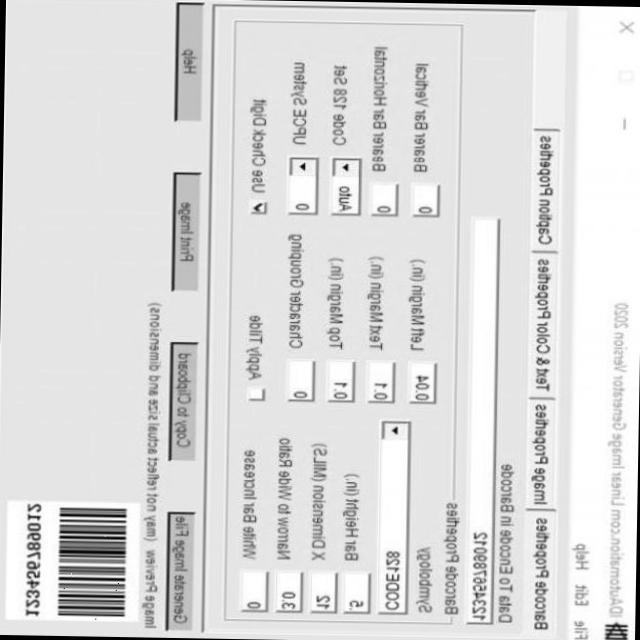 IDAutomation.com Linear Image Generator Version 2020
File Edit Help
Barcode Properties Image Properties Text & Color Properties Caption Properties
Data To Encode in Barcode
123456789012
Barcode Properties
Symbology
CODE128
Left Margin (in.) 0.04
Bearer Bar Vertical 0
Bar Height (in.) .5
Text Margin (in.) 0.1
Bearer Bar Horizontal 0
X Dimension (MILS) 12
Top Margin (in.) 0.1
Code 128 Set Auto
Narrow to Wide Ratio 3.0
Character Grouping 0
UPCE System 0
White Bar Increase 0
Apply Tilde
Use Check Digit
Generate Image File Copy to Clipboard Print Image Help
Image Preview (may not reflect actual size and dimensions)
123456789012